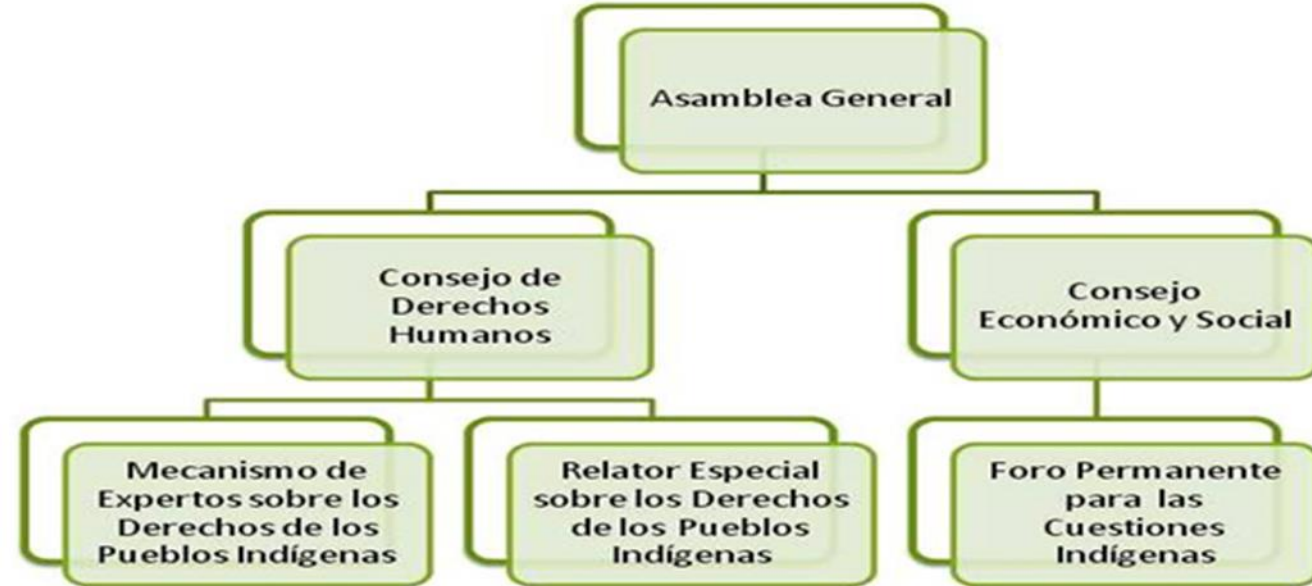 Asamblea General
Consejo de
Derechos
Humanos
Consejo
Económico y Social
Mecanismo de
Expertos sobre los
Derechos de los
Pueblos Indígenas
Relator Especial
sobre los Derechos
de los Pueblos
Indígenas
Foro Permanente
para las
Cuestiones
Indígenas